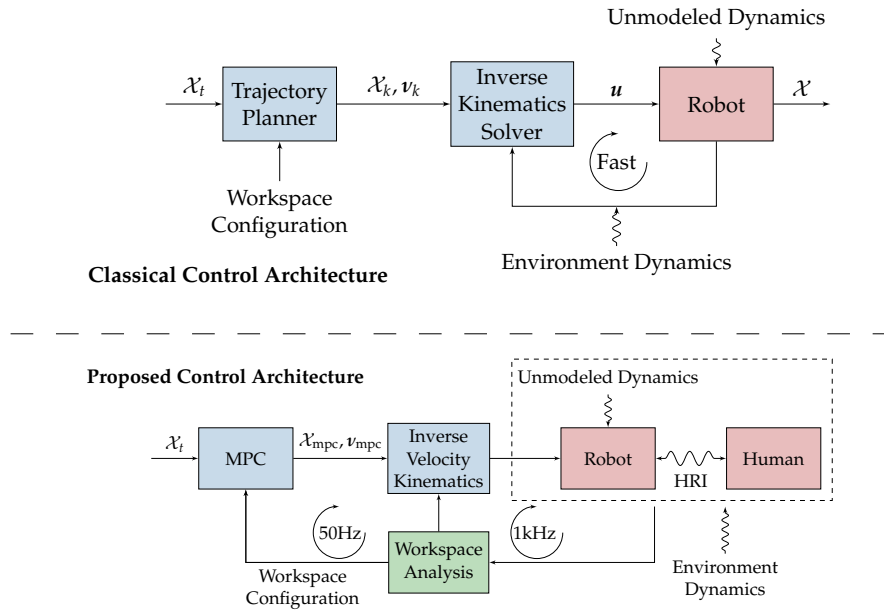 Unmodeled Dynamics
𝒳ₜ
Trajectory
Planner
𝒳ₖ, 𝝂ₖ
Inverse
Kinematics
Solver
𝒖
Robot
𝒳
Fast
Workspace
Configuration
Environment Dynamics
Classical Control Architecture
Proposed Control Architecture
Unmodeled Dynamics
𝒳ₜ
MPC
𝒳mpc, 𝝂mpc
Inverse
Velocity
Kinematics
Robot
HRI
Human
50Hz
1kHz
Workspace
Analysis
Workspace
Configuration
Environment
Dynamics